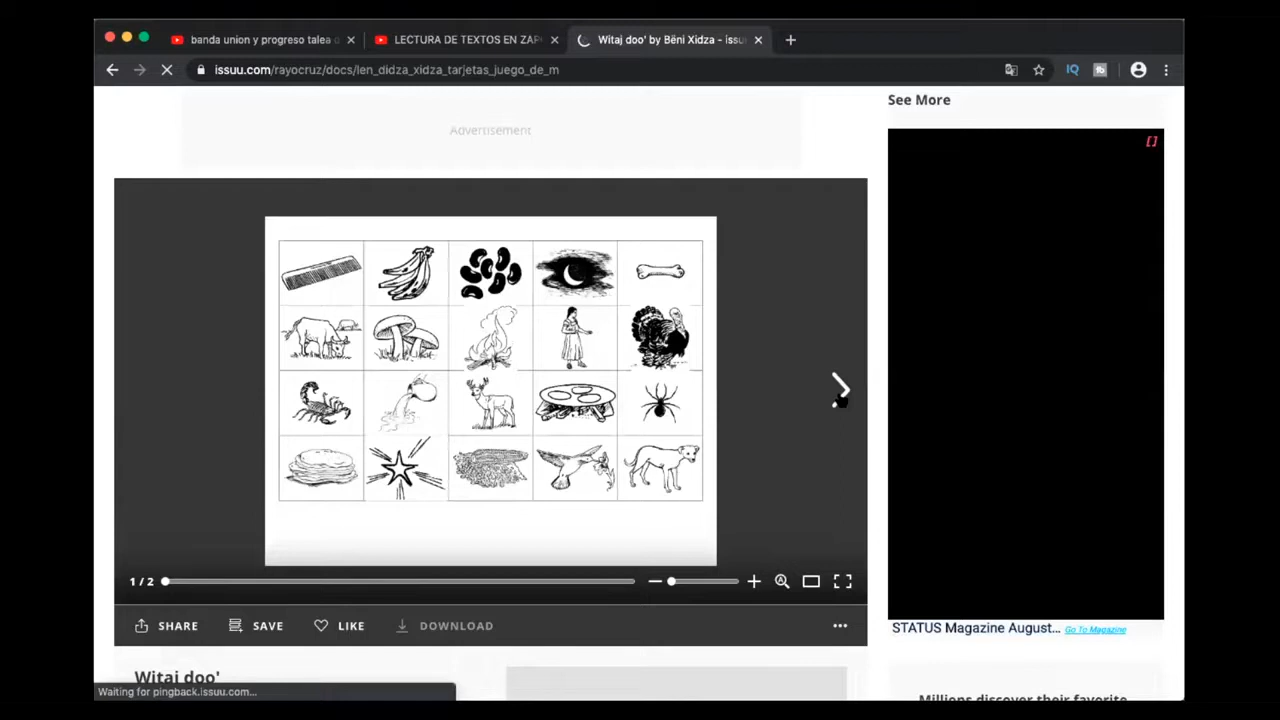 banda union y progreso talea
LECTURA DE TEXTOS EN ZAP
Witaj doo' by Bëni Xidza - issu
issuu.com/rayocruz/docs/len_didza_xidza_tarjetas_juego_de_m
See More
Advertisement
1 / 2
SHARE SAVE LIKE DOWNLOAD
STATUS Magazine August... Go To Magazine
Witaj doo'
Waiting for pingback.issuu.com...
Millions discover their favorite